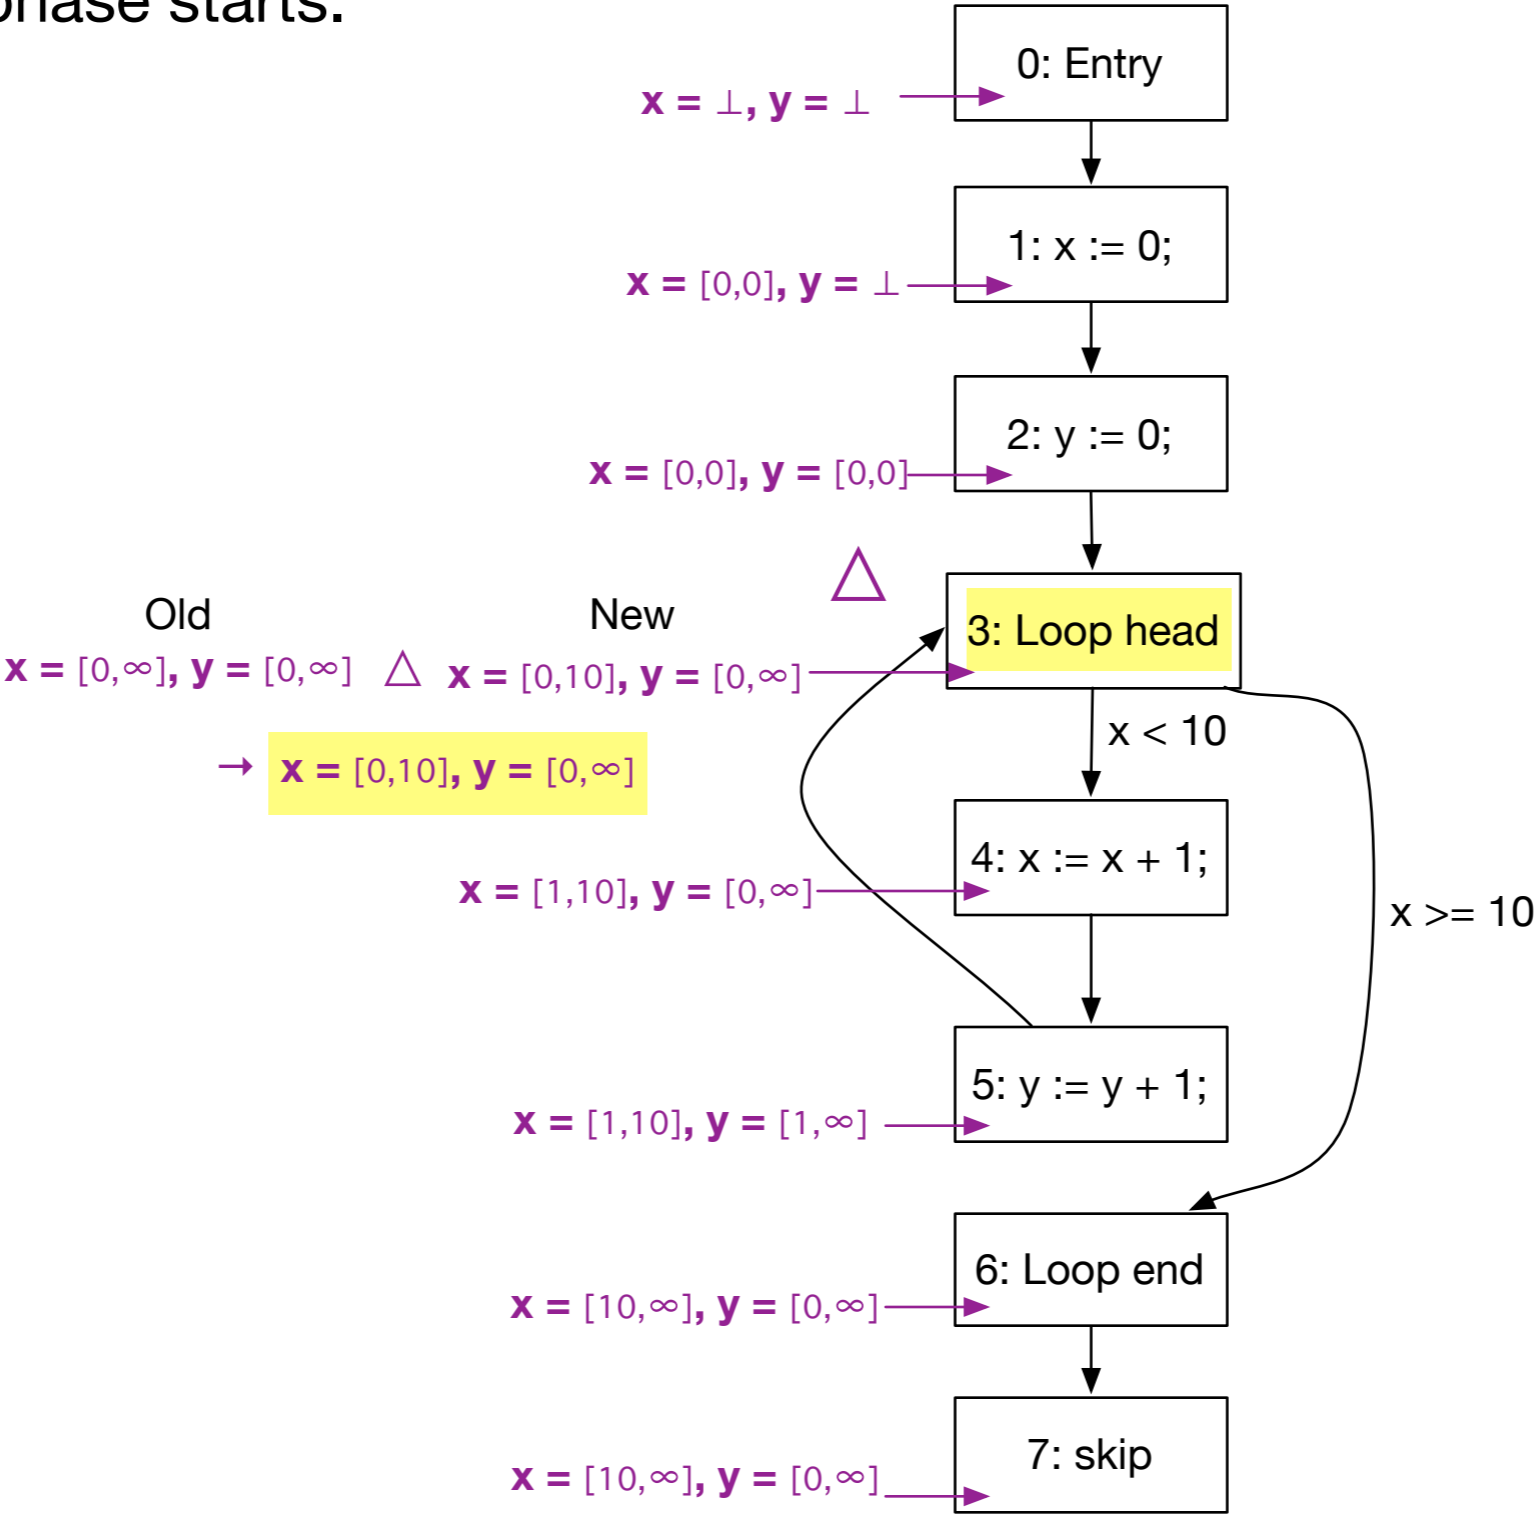 phase starts.
0: Entry
x = ⊥, y = ⊥
1: x := 0;
x = [0,0], y = ⊥
2: y := 0;
x = [0,0], y = [0,0]
△
Old New
3: Loop head
x = [0,∞], y = [0,∞] △ x = [0,10], y = [0,∞]
x < 10
→ x = [0,10], y = [0,∞]
4: x := x + 1;
x = [1,10], y = [0,∞]
x >= 10
5: y := y + 1;
x = [1,10], y = [1,∞]
6: Loop end
x = [10,∞], y = [0,∞]
7: skip
x = [10,∞], y = [0,∞]